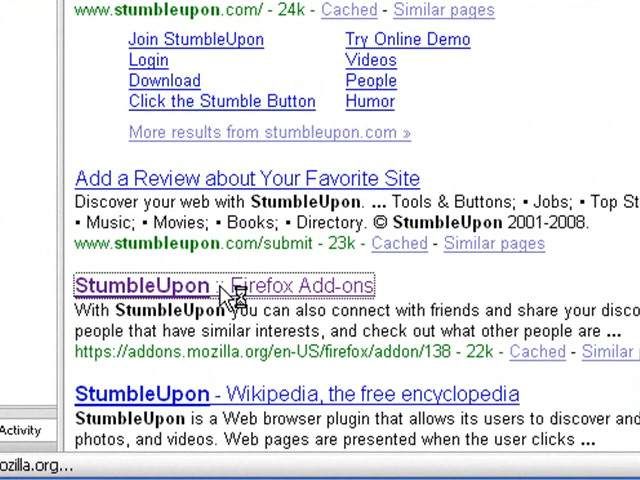 www.stumbleupon.com/ - 24k - Cached - Similar pages
Join StumbleUpon Try Online Demo
Login Videos
Download People
Click the Stumble Button Humor
More results from stumbleupon.com »
Add a Review about Your Favorite Site
Discover your web with StumbleUpon. ... Tools & Buttons; ▪ Jobs; ▪ Top St
▪ Music; ▪ Movies; ▪ Books; ▪ Directory. © StumbleUpon 2001-2008.
www.stumbleupon.com/submit - 23k - Cached - Similar pages
StumbleUpon :: Firefox Add-ons
With StumbleUpon you can also connect with friends and share your disco
people that have similar interests, and check out what other people are ...
https://addons.mozilla.org/en-US/firefox/addon/138 - 22k - Cached - Similar
StumbleUpon - Wikipedia, the free encyclopedia
StumbleUpon is a Web browser plugin that allows its users to discover and
Activity
photos, and videos. Web pages are presented when the user clicks ...
ozilla.org...